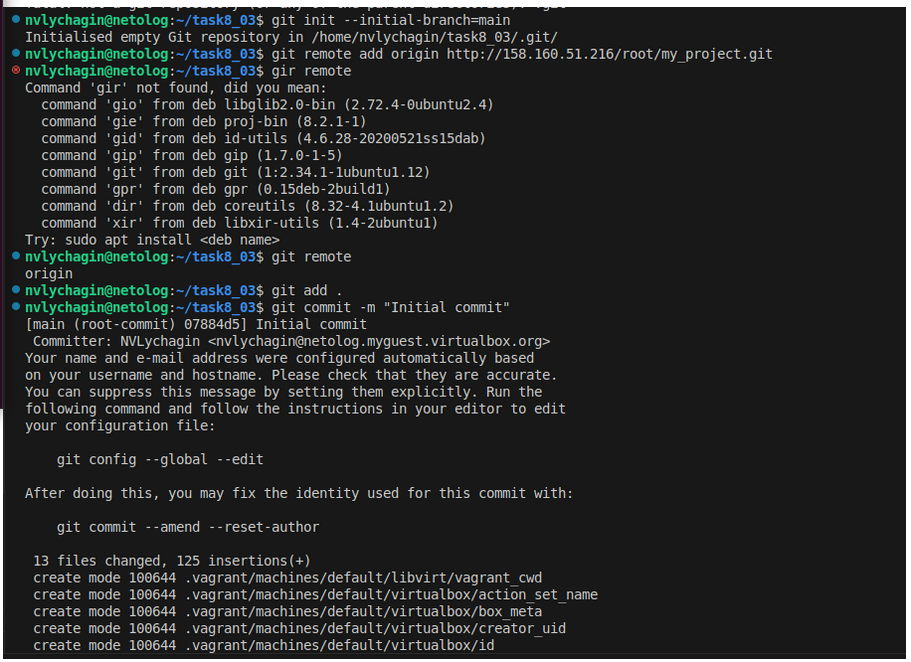 nvlychagin@netolog:~/task8_03$ git init --initial-branch=main
Initialised empty Git repository in /home/nvlychagin/task8_03/.git/
nvlychagin@netolog:~/task8_03$ git remote add origin http://158.160.51.216/root/my_project.git
nvlychagin@netolog:~/task8_03$ gir remote
Command 'gir' not found, did you mean:
  command 'gio' from deb libglib2.0-bin (2.72.4-0ubuntu2.4)
  command 'gie' from deb proj-bin (8.2.1-1)
  command 'gid' from deb id-utils (4.6.28-20200521ss15dab)
  command 'gip' from deb gip (1.7.0-1-5)
  command 'git' from deb git (1:2.34.1-1ubuntu1.12)
  command 'gpr' from deb gpr (0.15deb-2build1)
  command 'dir' from deb coreutils (8.32-4.1ubuntu1.2)
  command 'xir' from deb libxir-utils (1.4-2ubuntu1)
Try: sudo apt install <deb name>
nvlychagin@netolog:~/task8_03$ git remote
origin
nvlychagin@netolog:~/task8_03$ git add .
nvlychagin@netolog:~/task8_03$ git commit -m "Initial commit"
[main (root-commit) 07884d5] Initial commit
 Committer: NVLychagin <nvlychagin@netolog.myguest.virtualbox.org>
Your name and e-mail address were configured automatically based
on your username and hostname. Please check that they are accurate.
You can suppress this message by setting them explicitly. Run the
following command and follow the instructions in your editor to edit
your configuration file:
    git config --global --edit
After doing this, you may fix the identity used for this commit with:
    git commit --amend --reset-author
 13 files changed, 125 insertions(+)
 create mode 100644 .vagrant/machines/default/libvirt/vagrant_cwd
 create mode 100644 .vagrant/machines/default/virtualbox/action_set_name
 create mode 100644 .vagrant/machines/default/virtualbox/box_meta
 create mode 100644 .vagrant/machines/default/virtualbox/creator_uid
 create mode 100644 .vagrant/machines/default/virtualbox/id